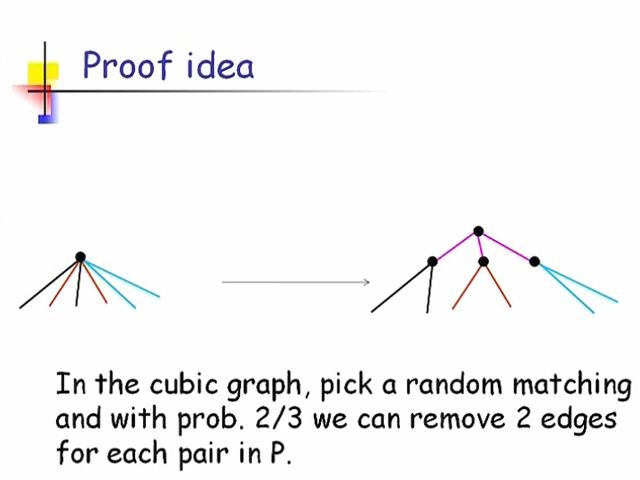 Proof idea
In the cubic graph, pick a random matching
and with prob. 2/3 we can remove 2 edges
for each pair in P.